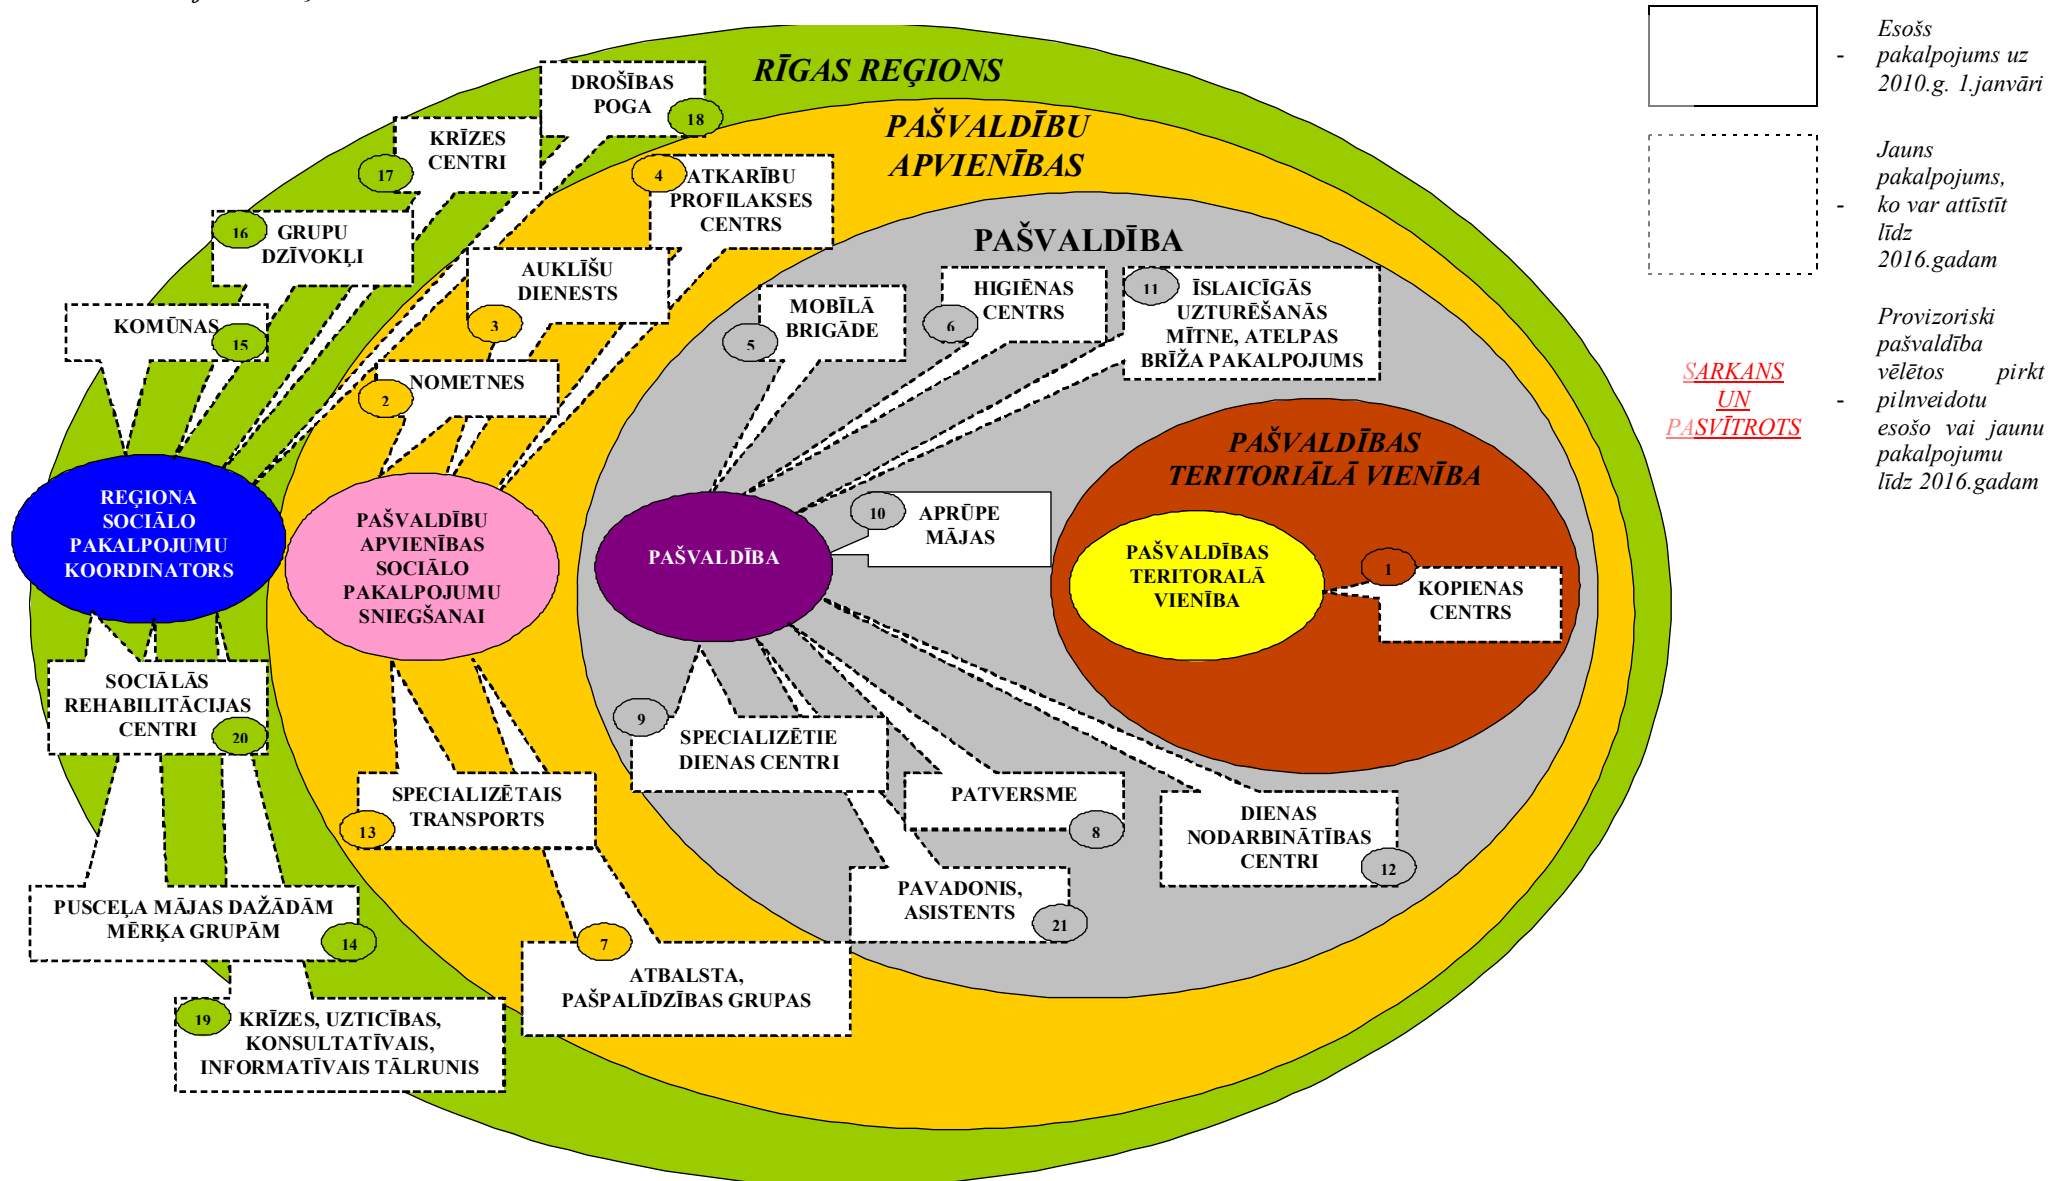 RĪGAS REĢIONS
PAŠVALDĪBU
APVIENĪBAS
PAŠVALDĪBA
PAŠVALDĪBAS
TERITORIĀLĀ VIENĪBA
DROŠĪBAS
POGA
18
KRĪZES
CENTRI
17
16
GRUPU
DZĪVOKĻI
KOMŪNAS
15
4
ATKARĪBU
PROFILAKSES
CENTRS
AUKLĪŠU
DIENESTS
3
NOMETNES
2
MOBĪLĀ
BRIGĀDE
5
HIGIĒNAS
CENTRS
6
11
ĪSLAICĪGĀS
UZTURĒŠANĀS
MĪTNE, ATELPAS
BRĪŽA PAKALPOJUMS
REĢIONA
SOCIĀLO
PAKALPOJUMU
KOORDINATORS
PAŠVALDĪBU
APVIENĪBAS
SOCIĀLO
PAKALPOJUMU
SNIEGŠANAI
PAŠVALDĪBA
10
APRŪPE
MĀJAS
PAŠVALDĪBAS
TERITORALĀ
VIENĪBA
1
KOPIENAS
CENTRS
SOCIĀLĀS
REHABILITĀCIJAS
CENTRI
20
9
SPECIALIZĒTIE
DIENAS CENTRI
SPECIALIZĒTAIS
TRANSPORTS
13
PATVERSME
8
DIENAS
NODARBINĀTĪBAS
CENTRI
12
PAVADONIS,
ASISTENTS
21
PUSCEĻA MĀJAS DAŽĀDĀM
MĒRĶA GRUPĀM
14
7
ATBALSTA,
PAŠPALĪDZĪBAS GRUPAS
19
KRĪZES, UZTICĪBAS,
KONSULTATĪVAIS,
INFORMATĪVAIS TĀLRUNIS
-
Esošs
pakalpojums uz
2010.g. 1.janvāri
-
Jauns
pakalpojums,
ko var attīstīt
līdz
2016.gadam
SARKANS
UN
PASVĪTROTS
-
Provizoriski
pašvaldība
vēlētos pirkt
pilnveidotu
esošo vai jaunu
pakalpojumu
līdz 2016.gadam